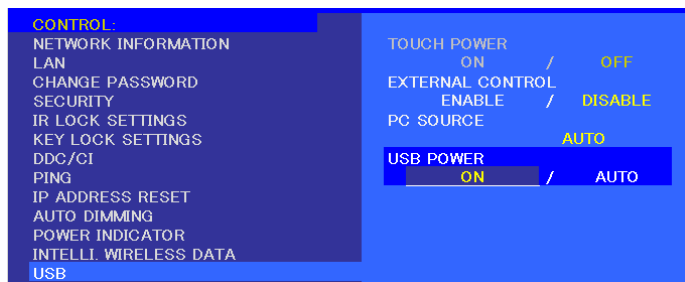 CONTROL:
NETWORK INFORMATION
LAN
CHANGE PASSWORD
SECURITY
IR LOCK SETTINGS
KEY LOCK SETTINGS
DDC/CI
PING
IP ADDRESS RESET
AUTO DIMMING
POWER INDICATOR
INTELLI. WIRELESS DATA
USB
TOUCH POWER
ON / OFF
EXTERNAL CONTROL
ENABLE / DISABLE
PC SOURCE
AUTO
USB POWER
ON / AUTO